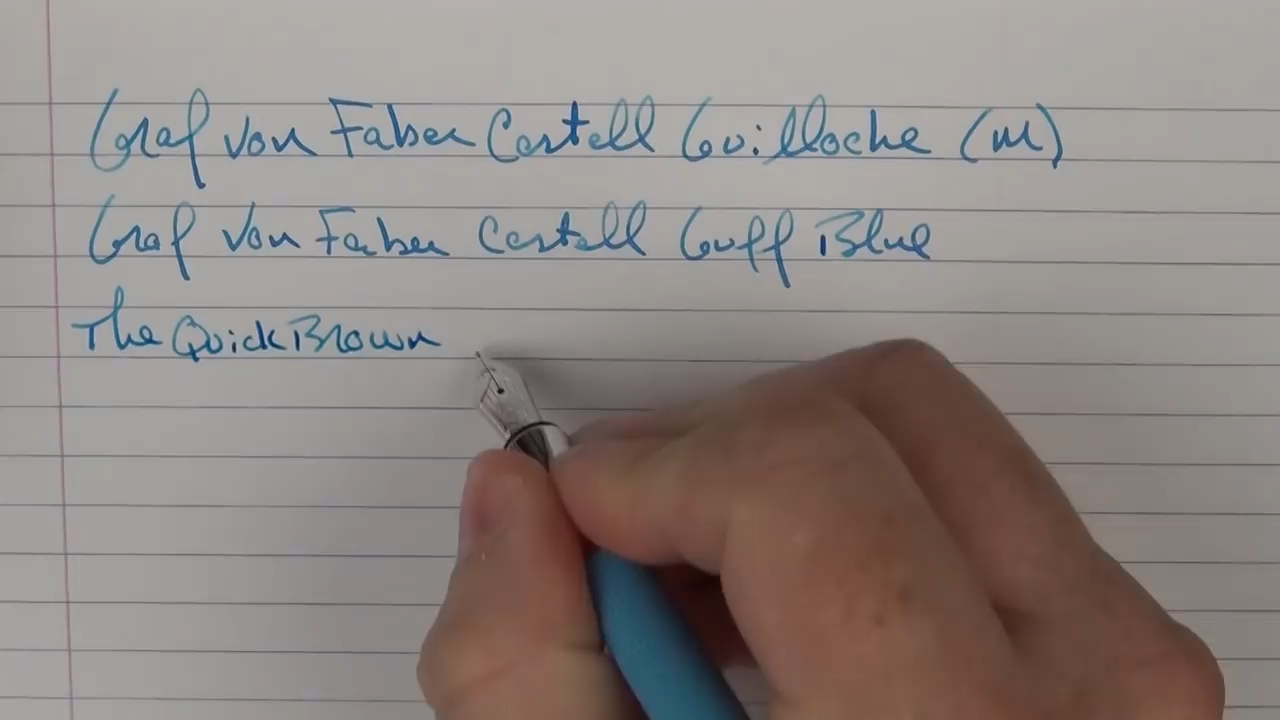 Graf von Faber Castell Guilloche (M)
Graf Von Faber Castell Gulf Blue
The Quick Brown